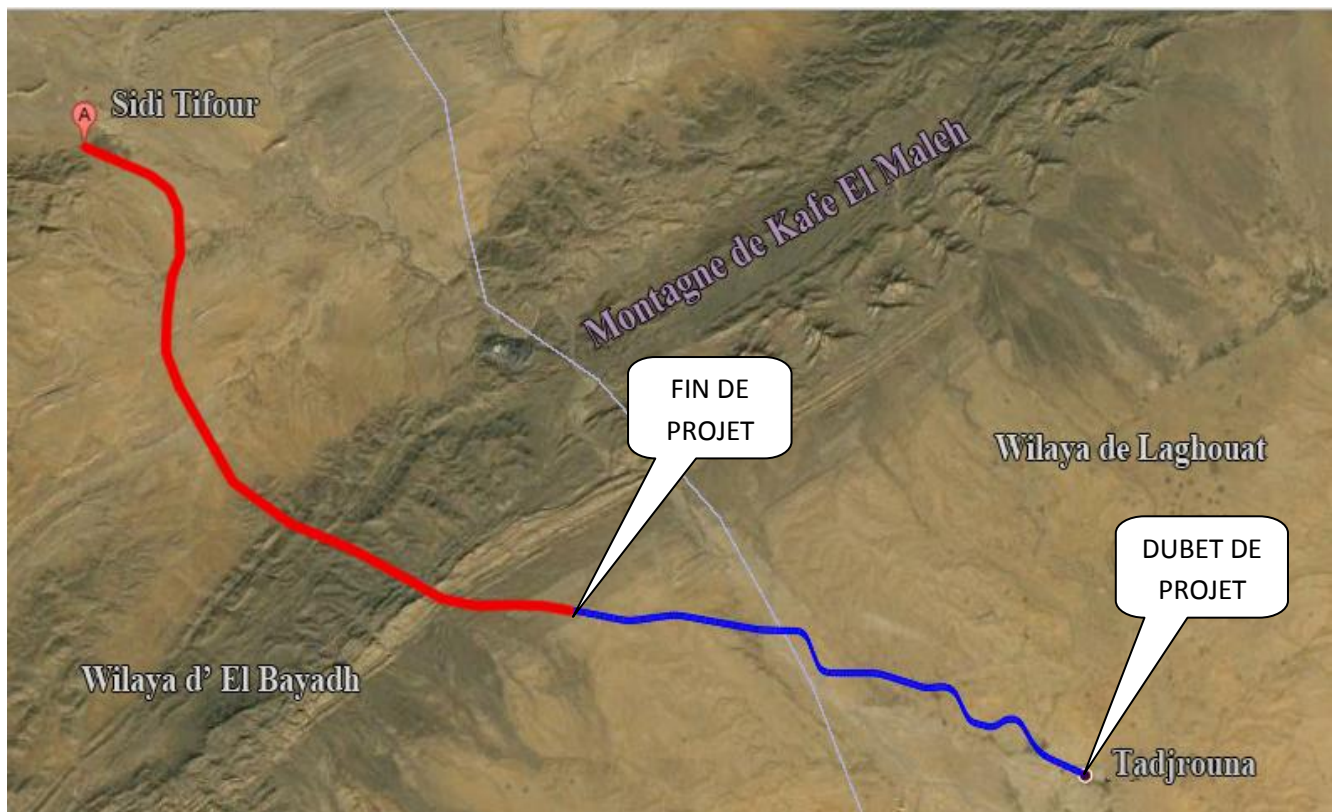 A
Sidi Tifour
Montagne de Kafe El Maleh
FIN DE
PROJET
Wilaya de Laghouat
DUBET DE
PROJET
Wilaya d' El Bayadh
Tadjrouna